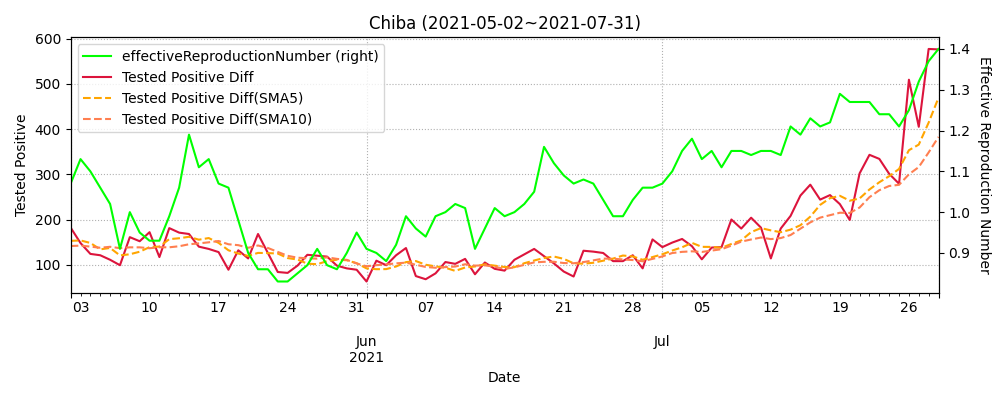 Chiba (2021-05-02~2021-07-31)
effectiveReproductionNumber (right)
Tested Positive Diff
Tested Positive Diff(SMA5)
Tested Positive Diff(SMA10)
Tested Positive
600
500
400
300
200
100
1.4
1.3
1.2
1.1
1.0
0.9
Effective Reproduction Number
03 10 17 24 31 07 14 21 28 05 12 19 26
Jun Jul
2021
Date